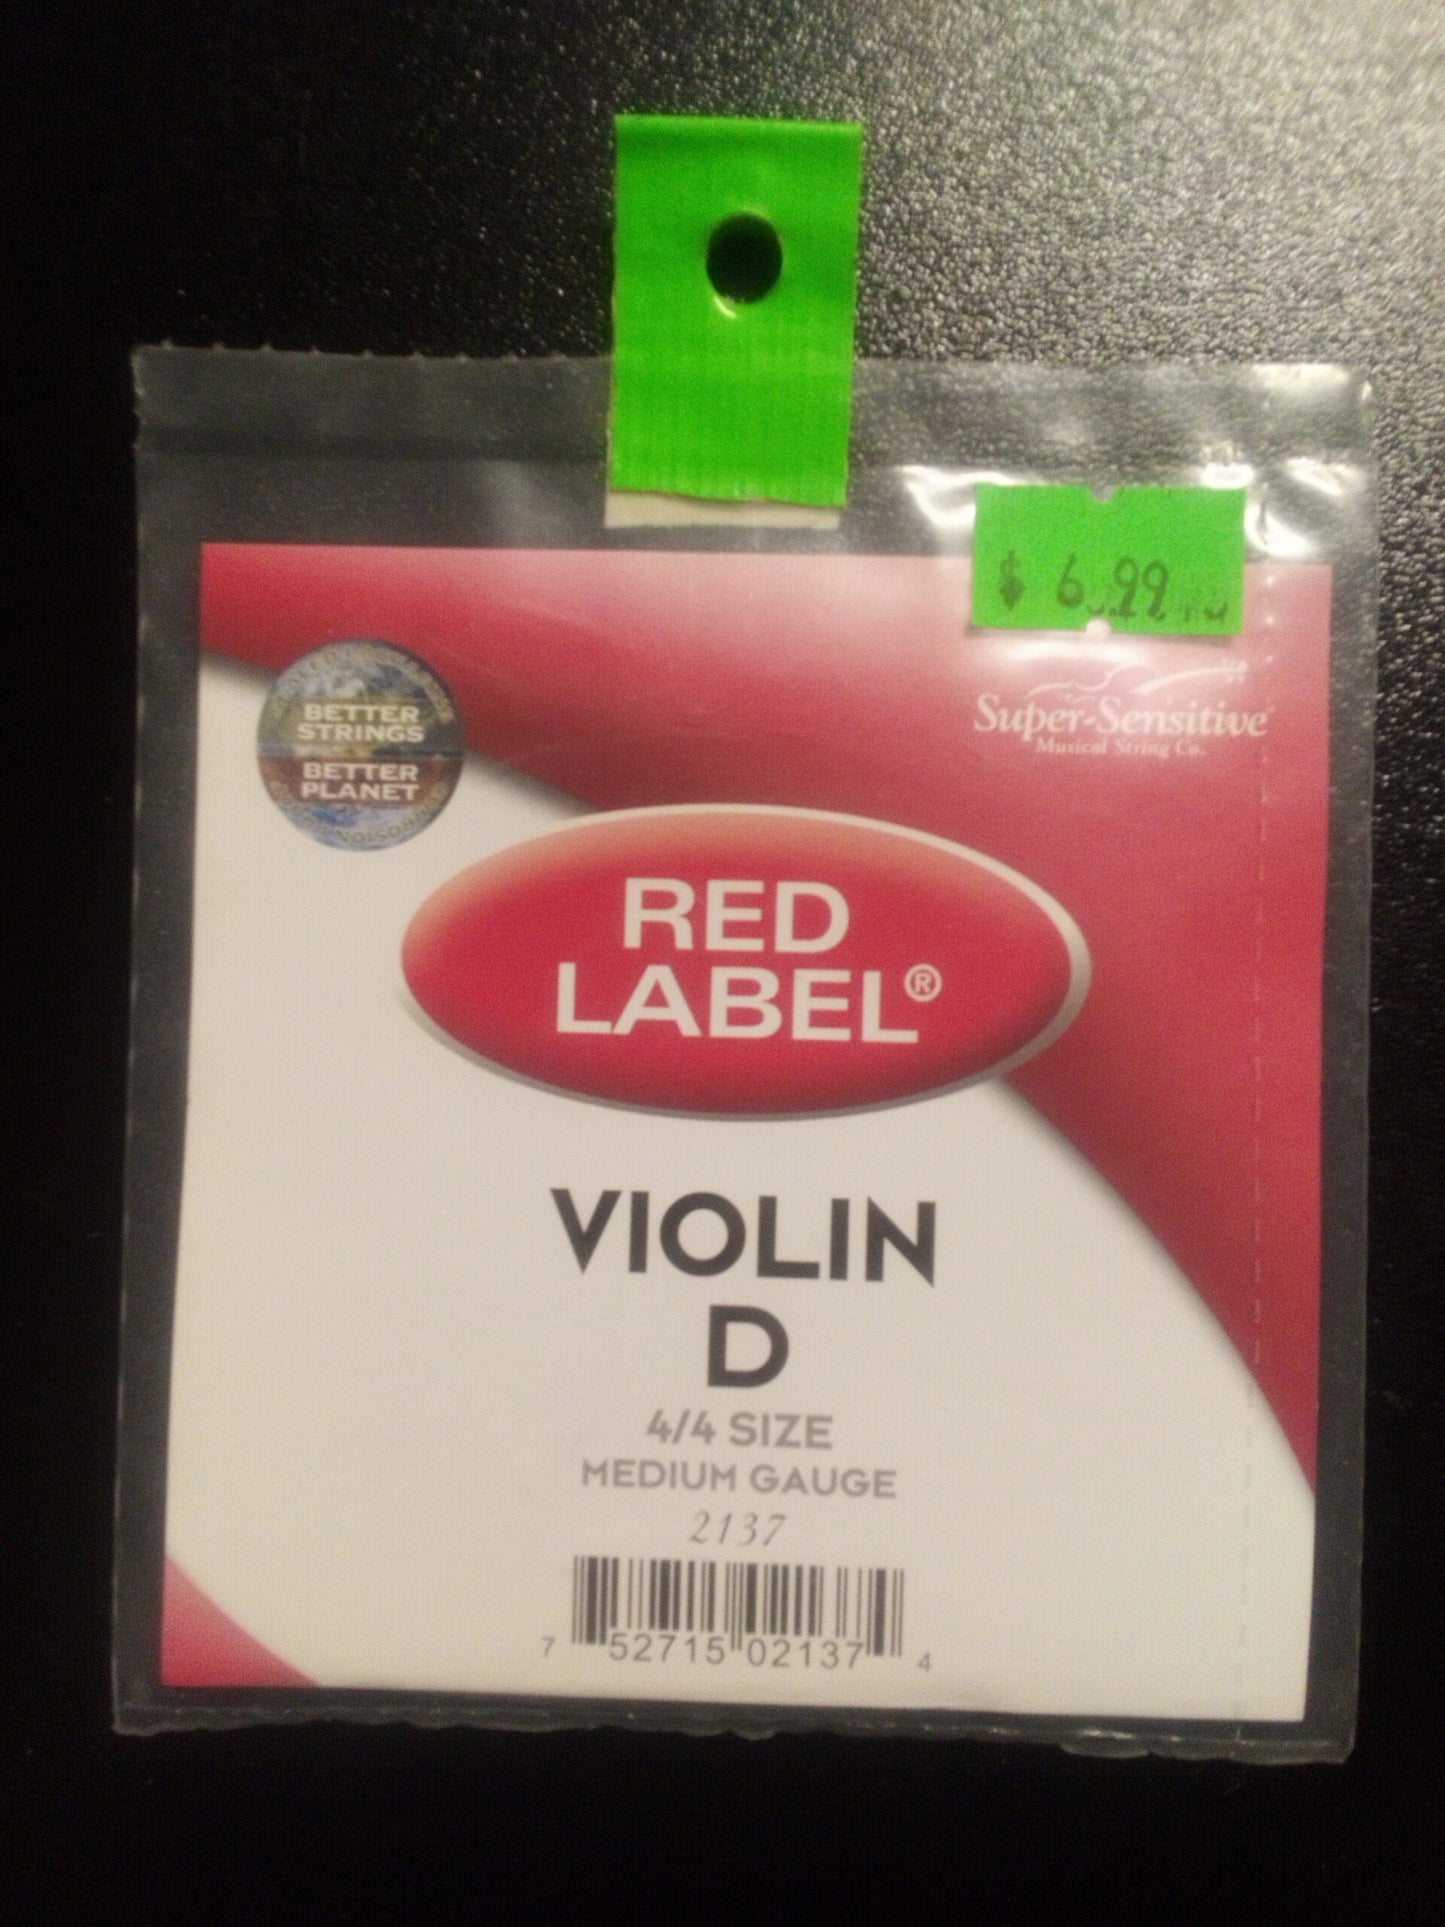 $ 6.99
Super-Sensitive
Musical String Co.
BETTER
STRINGS
BETTER
PLANET
RED
LABEL®
VIOLIN
D
4/4 SIZE
MEDIUM GAUGE
2137
7 52715 02137 4